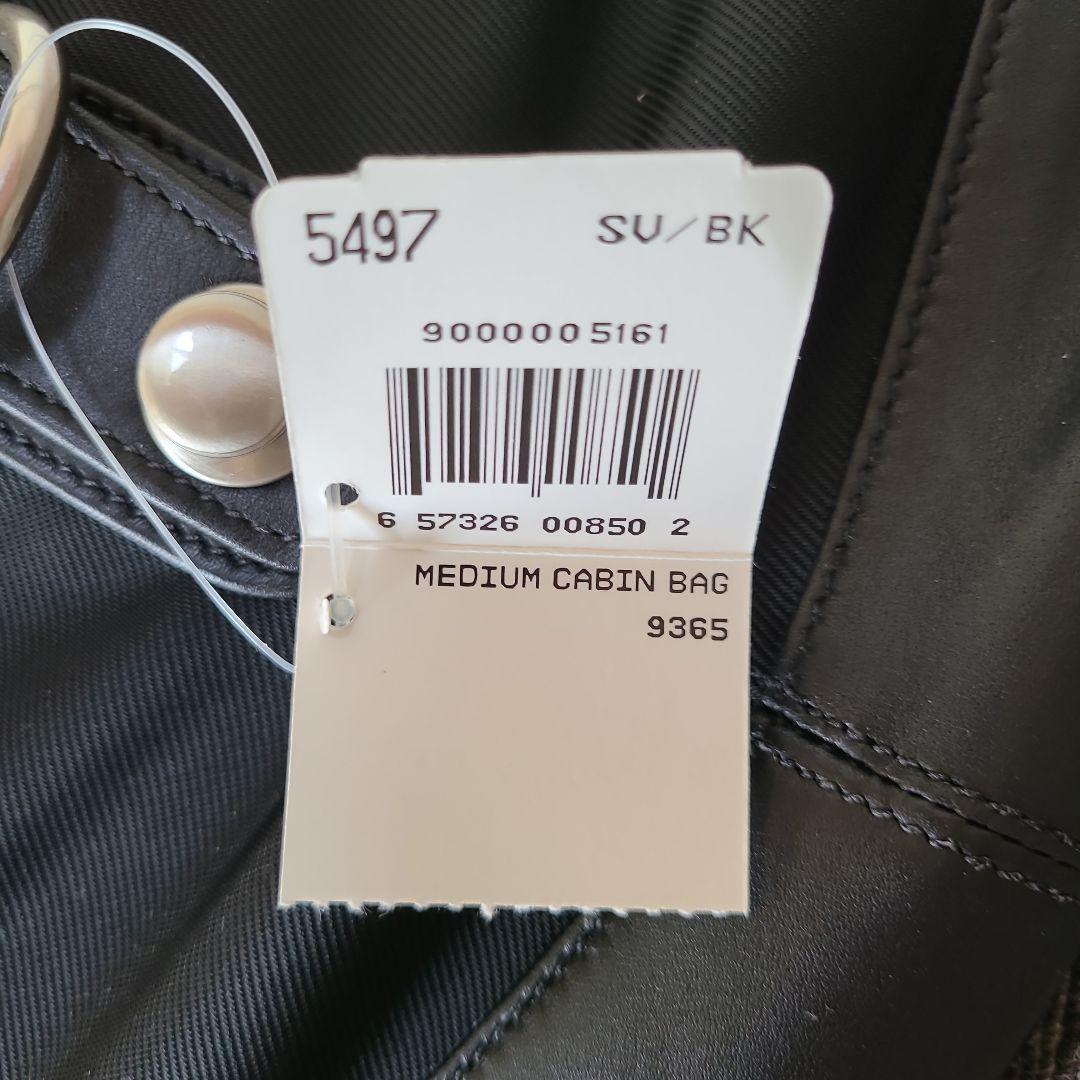 5497 SV/BK
9000005161
6 57326 00850 2
MEDIUM CABIN BAG
9365